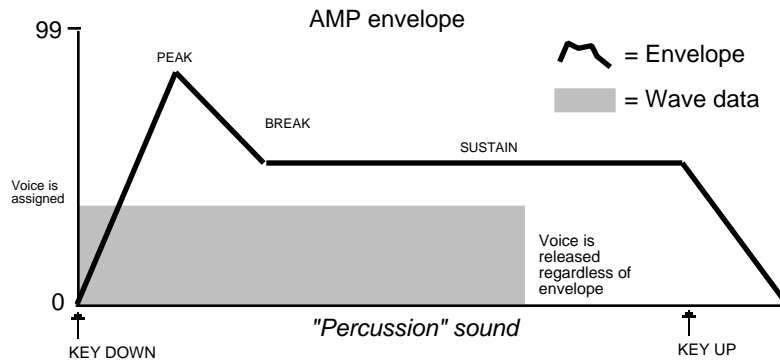 AMP envelope
99
PEAK
= Envelope
= Wave data
BREAK
SUSTAIN
Voice is
assigned
Voice is
released
regardless of
envelope
0
"Percussion" sound
KEY DOWN
KEY UP